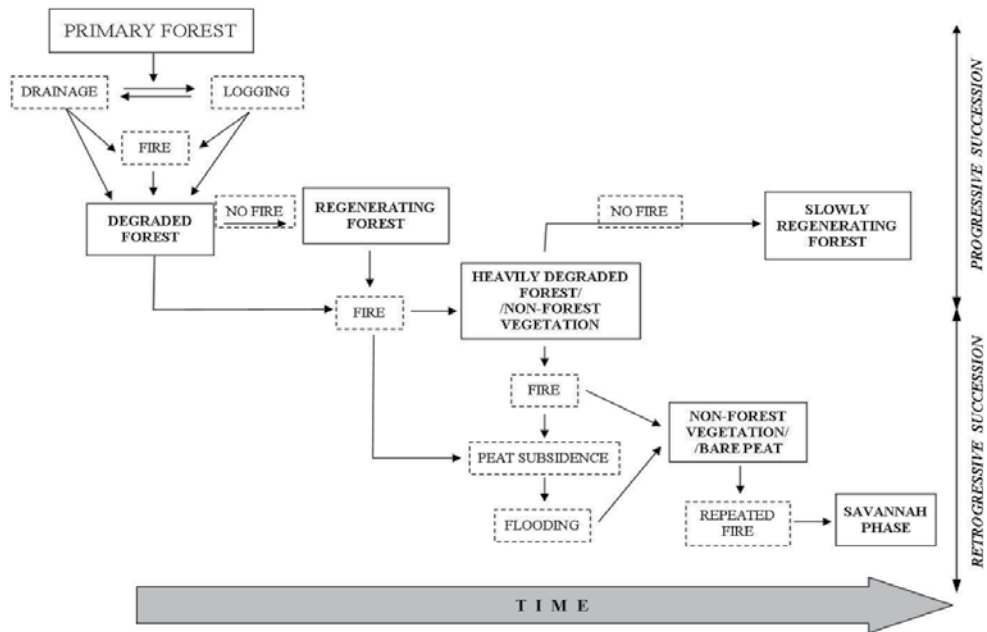 PRIMARY FOREST
DRAINAGE
LOGGING
FIRE
DEGRADED
FOREST
NO FIRE
REGENERATING
FOREST
NO FIRE
SLOWLY
REGENERATING
FOREST
FIRE
HEAVILY DEGRADED
FOREST/
/NON-FOREST
VEGETATION
FIRE
PEAT SUBSIDENCE
FLOODING
NON-FOREST
VEGETATION/
/BARE PEAT
REPEATED
FIRE
SAVANNAH
PHASE
PROGRESSIVE SUCCESSION
RETROGRESSIVE SUCCESSION
T I M E